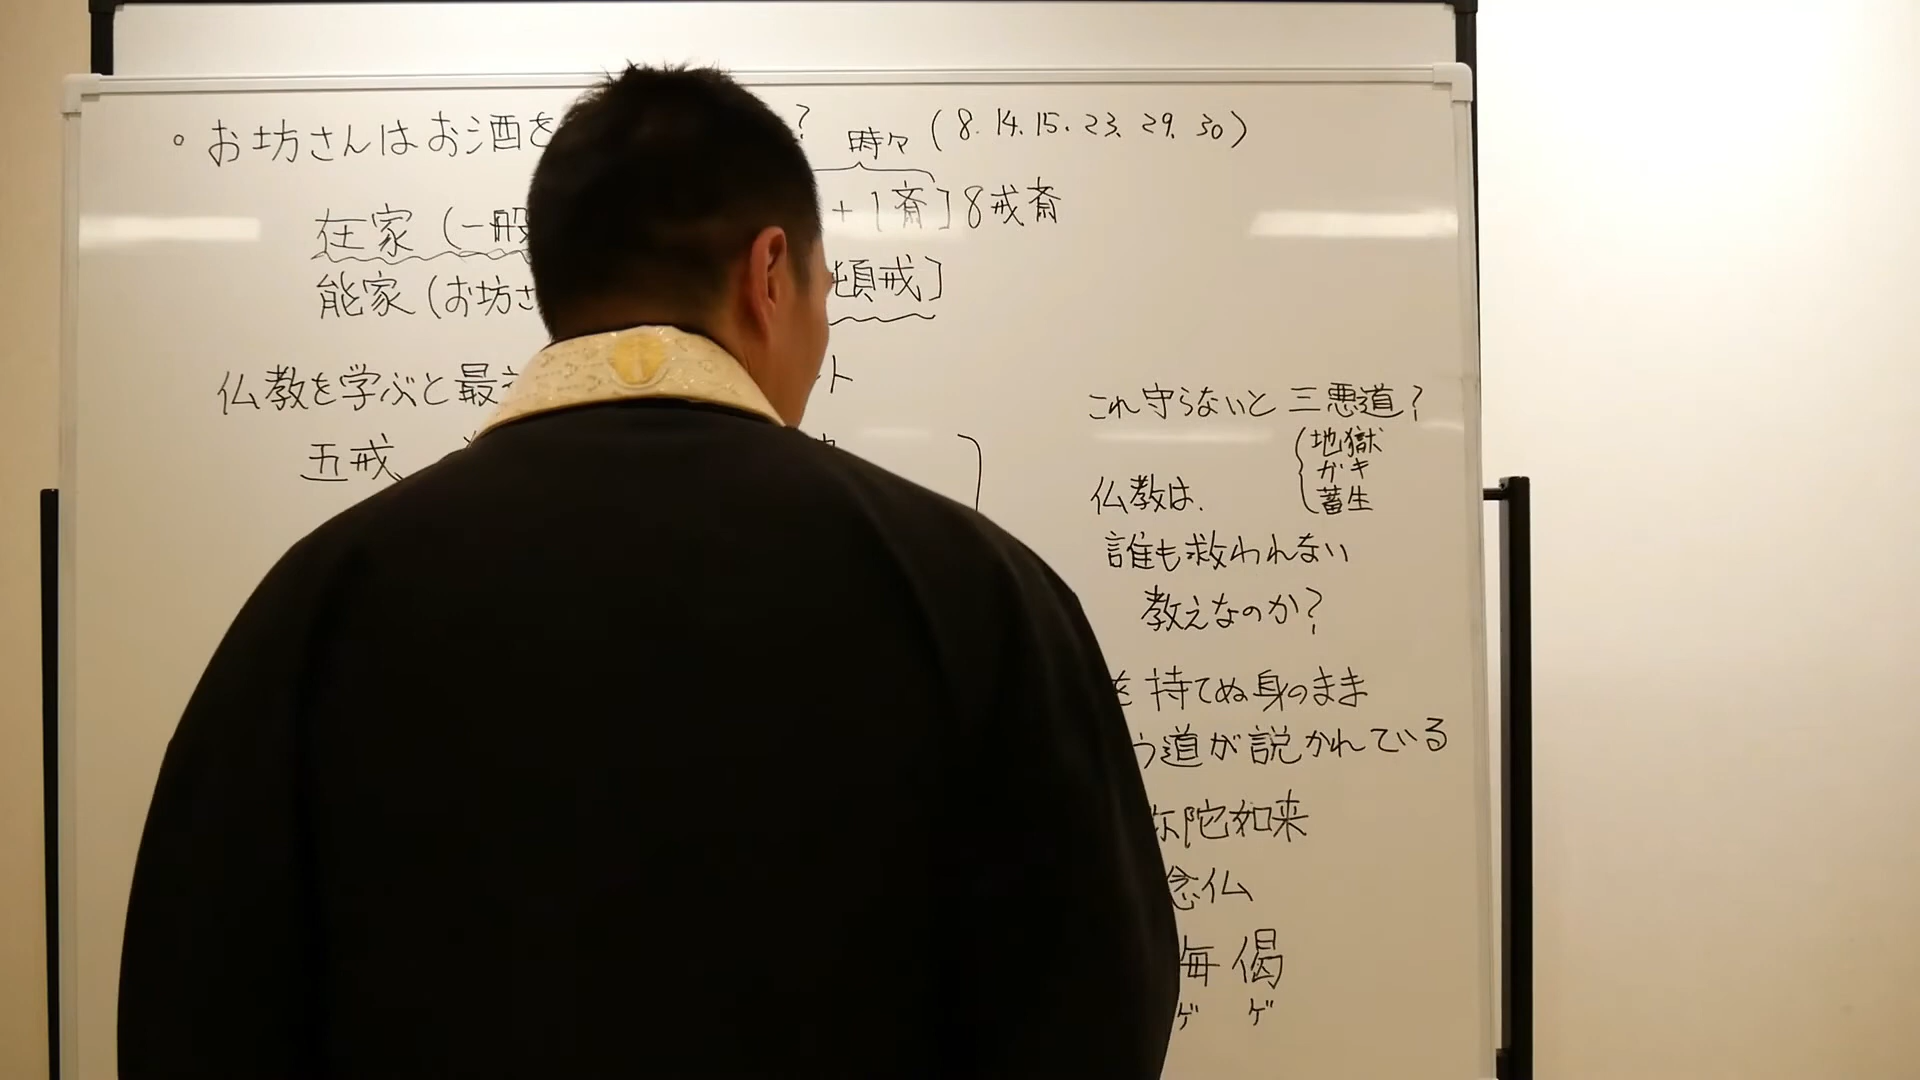 。お坊さんはお酒を
?
時々 (8. 14. 15. 23. 29. 30)
在家 (一般
+ 1斎] 8戒斎
能家 (お坊さ
頓戒]
仏教を学ぶと最
ト
五戒
これ守らないと 三悪道?
地獄
ガキ
蓄生
仏教は、
誰も救われない
教えなのか?
を持てぬ身のまま
う道が説かれている
陀如来
念仏
悔 偈
ゲ ゲ